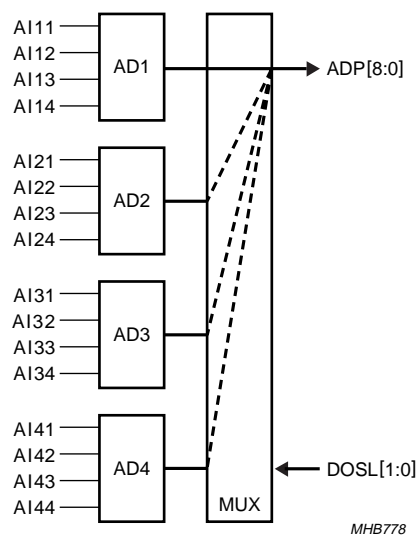 AI11
AI12
AI13
AI14
AD1
ADP[8:0]
AI21
AI22
AI23
AI24
AD2
AI31
AI32
AI33
AI34
AD3
AI41
AI42
AI43
AI44
AD4
DOSL[1:0]
MUX
MHB778